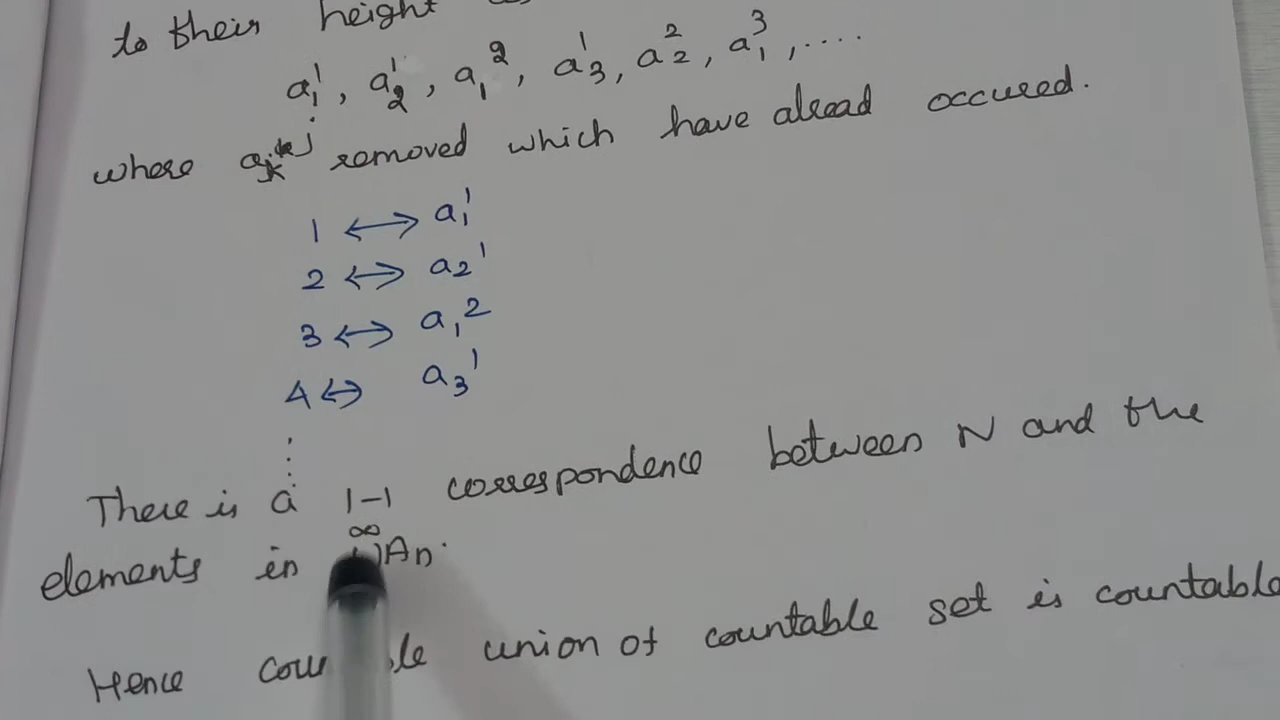 to their height
a₁¹, a₂¹, a₁², a₃¹, a₂², a₁³, ....
where removed which have alread occured.
1 ↔ a₁¹
2 ↔ a₂¹
3 ↔ a₁²
4 ↔ a₃¹
There is a 1-1 correspondence between N and the
elements in ∞ An.
Hence union of countable set is countable